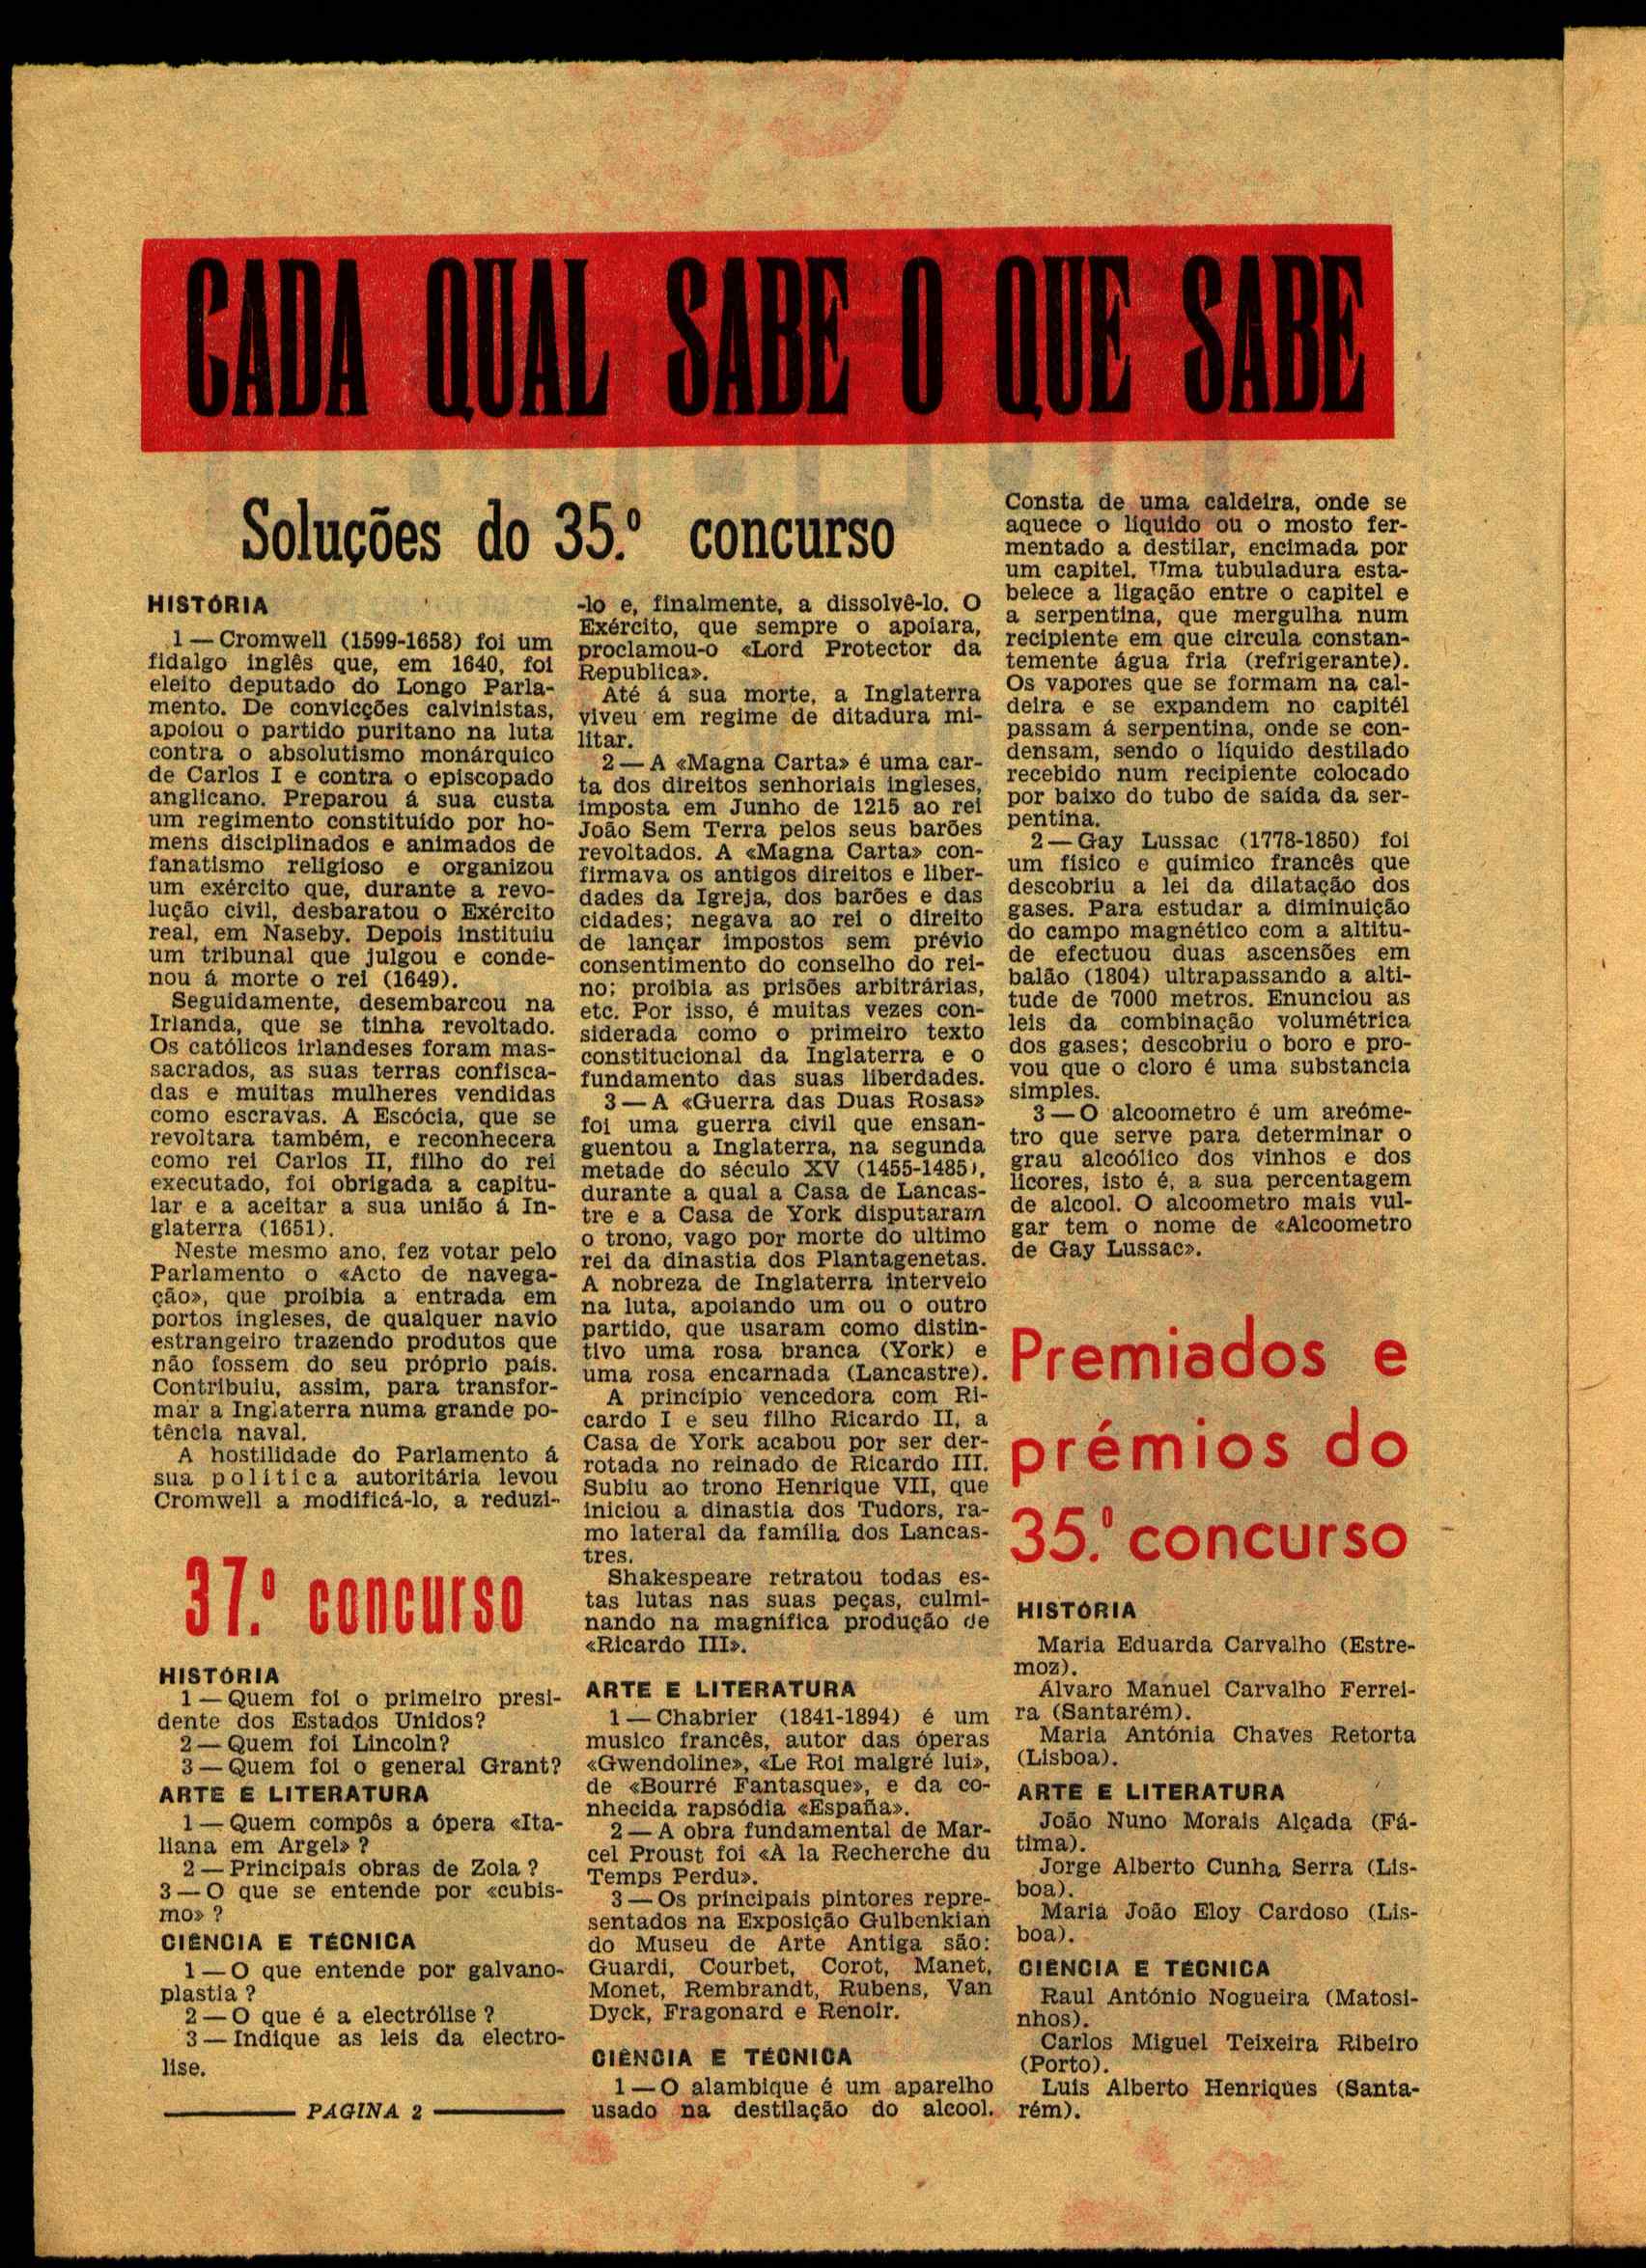 CADA QUAL SABE O QUE SABE
Soluções do 35.º concurso
HISTÓRIA
1 — Cromwell (1599-1658) foi um
fidalgo inglês que, em 1640, foi
eleito deputado do Longo Parla-
mento. De convicções calvinistas,
apoiou o partido puritano na luta
contra o absolutismo monárquico
de Carlos I e contra o episcopado
anglicano. Preparou á sua custa
um regimento constituído por ho-
mens disciplinados e animados de
fanatismo religioso e organizou
um exército que, durante a revo-
lução civil, desbaratou o Exército
real, em Naseby. Depois instituiu
um tribunal que julgou e conde-
nou á morte o rei (1649).
Seguidamente, desembarcou na
Irlanda, que se tinha revoltado.
Os católicos irlandeses foram mas-
sacrados, as suas terras confisca-
das e muitas mulheres vendidas
como escravas. A Escócia, que se
revoltara também, e reconhecera
como rei Carlos II, filho do rei
executado, foi obrigada a capitu-
lar e a aceitar a sua união á In-
glaterra (1651).
Neste mesmo ano, fez votar pelo
Parlamento o «Acto de navega-
ção», que proibia a entrada em
portos ingleses, de qualquer navio
estrangeiro trazendo produtos que
não fossem do seu próprio país.
Contribuiu, assim, para transfor-
mar a Inglaterra numa grande po-
tência naval.
A hostilidade do Parlamento á
sua política autoritária levou
Cromwell a modificá-lo, a reduzi-
-lo e, finalmente, a dissolvê-lo. O
Exército, que sempre o apoiara,
proclamou-o «Lord Protector da
Republica».
Até á sua morte, a Inglaterra
viveu em regime de ditadura mi-
litar.
2 — A «Magna Carta» é uma car-
ta dos direitos senhoriais ingleses,
imposta em Junho de 1215 ao rei
João Sem Terra pelos seus barões
revoltados. A «Magna Carta» con-
firmava os antigos direitos e liber-
dades da Igreja, dos barões e das
cidades; negava ao rei o direito
de lançar impostos sem prévio
consentimento do conselho do rei-
no; proibia as prisões arbitrárias,
etc. Por isso, é muitas vezes con-
siderada como o primeiro texto
constitucional da Inglaterra e o
fundamento das suas liberdades.
3 — A «Guerra das Duas Rosas»
foi uma guerra civil que ensan-
guentou a Inglaterra, na segunda
metade do século XV (1455-1485),
durante a qual a Casa de Lancas-
tre e a Casa de York disputaram
o trono, vago por morte do ultimo
rei da dinastia dos Plantagenetas.
A nobreza de Inglaterra interveio
na luta, apoiando um ou o outro
partido, que usaram como distin-
tivo uma rosa branca (York) e
uma rosa encarnada (Lancastre).
A princípio vencedora com Ri-
cardo I e seu filho Ricardo II, a
Casa de York acabou por ser der-
rotada no reinado de Ricardo III.
Subiu ao trono Henrique VII, que
iniciou a dinastia dos Tudors, ra-
mo lateral da família dos Lancas-
tres.
Shakespeare retratou todas es-
tas lutas nas suas peças, culmi-
nando na magnifica produção de
«Ricardo III».
ARTE E LITERATURA
1 — Chabrier (1841-1894) é um
musico francês, autor das óperas
«Gwendoline», «Le Roi malgré lui»,
de «Bourré Fantasque», e da co-
nhecida rapsódia «España».
2 — A obra fundamental de Mar-
cel Proust foi «A la Recherche du
Temps Perdu».
3 — Os principais pintores repre-
sentados na Exposição Gulbenkian
do Museu de Arte Antiga são:
Guardi, Courbet, Corot, Manet,
Monet, Rembrandt, Rubens, Van
Dyck, Fragonard e Renoir.
CIÊNCIA E TÉCNICA
1 — O alambique é um aparelho
usado na destilação do alcool.
Consta de uma caldeira, onde se
aquece o liquido ou o mosto fer-
mentado a destilar, encimada por
um capitel. Uma tubuladura esta-
belece a ligação entre o capitel e
a serpentina, que mergulha num
recipiente em que circula constan-
temente água fria (refrigerante).
Os vapores que se formam na cal-
deira e se expandem no capitél
passam á serpentina, onde se con-
densam, sendo o liquido destilado
recebido num recipiente colocado
por baixo do tubo de saída da ser-
pentina.
2 — Gay Lussac (1778-1850) foi
um fisico e quimico francês que
descobriu a lei da dilatação dos
gases. Para estudar a diminuição
do campo magnético com a altitu-
de efectuou duas ascensões em
balão (1804) ultrapassando a alti-
tude de 7000 metros. Enunciou as
leis da combinação volumétrica
dos gases; descobriu o boro e pro-
vou que o cloro é uma substancia
simples.
3 — O alcoometro é um areóme-
tro que serve para determinar o
grau alcoólico dos vinhos e dos
licores, isto é, a sua percentagem
de alcool. O alcoometro mais vul-
gar tem o nome de «Alcoometro
de Gay Lussac».
37.º concurso
HISTÓRIA
1 — Quem foi o primeiro presi-
dente dos Estados Unidos?
2 — Quem foi Lincoln?
3 — Quem foi o general Grant?
ARTE E LITERATURA
1 — Quem compôs a ópera «Ita-
liana em Argel» ?
2 — Principais obras de Zola ?
3 — O que se entende por «cubis-
mo» ?
CIÊNCIA E TÉCNICA
1 — O que entende por galvano-
plastia ?
2 — O que é a electrólise ?
3 — Indique as leis da electro-
lise.
PÁGINA 2
Premiados e
prémios do
35.º concurso
HISTÓRIA
Maria Eduarda Carvalho (Estre-
moz).
Álvaro Manuel Carvalho Ferrei-
ra (Santarém).
Maria Antónia Chaves Retorta
(Lisboa).
ARTE E LITERATURA
João Nuno Morais Alçada (Fá-
tima).
Jorge Alberto Cunha Serra (Lis-
boa).
Maria João Eloy Cardoso (Lis-
boa).
CIÊNCIA E TÉCNICA
Raul António Nogueira (Matosi-
nhos).
Carlos Miguel Teixeira Ribeiro
(Porto).
Luis Alberto Henriques (Santa-
rém).